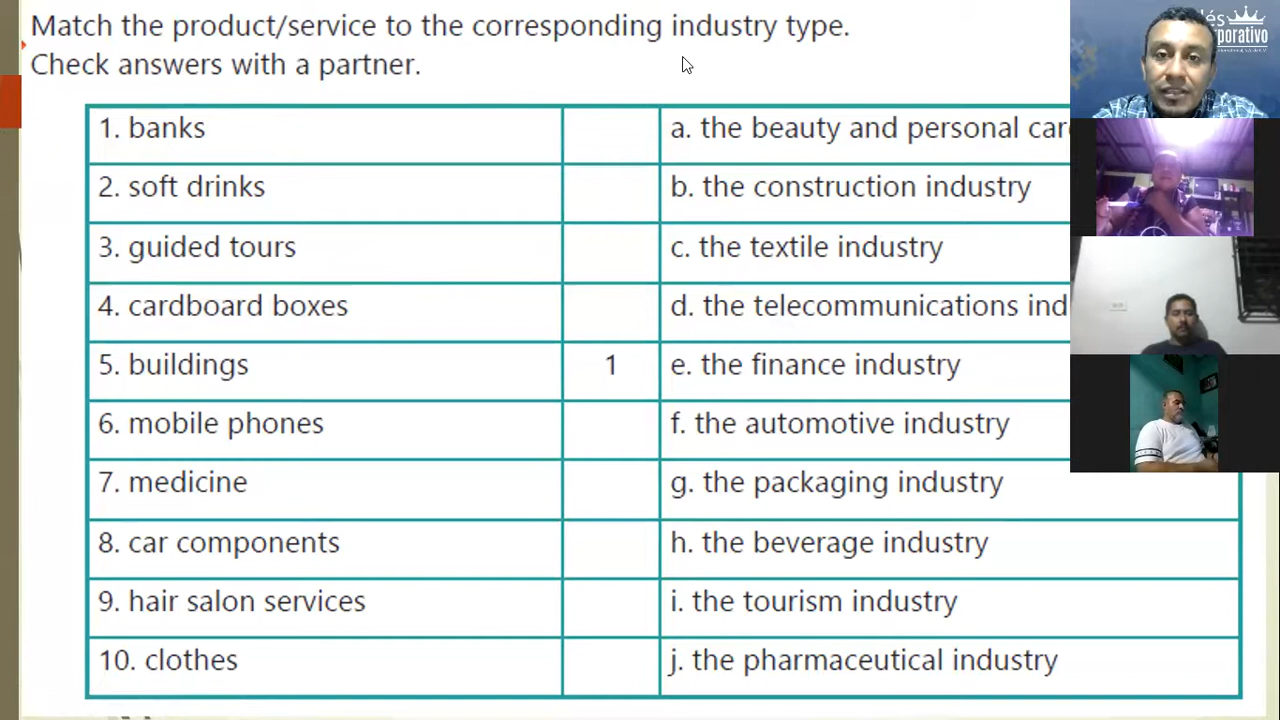 Match the product/service to the corresponding industry type.
Check answers with a partner.
1. banks a. the beauty and personal
2. soft drinks b. the construction industry
3. guided tours c. the textile industry
4. cardboard boxes d. the telecommunications
5. buildings 1 e. the finance industry
6. mobile phones f. the automotive industry
7. medicine g. the packaging industry
8. car components h. the beverage industry
9. hair salon services i. the tourism industry
10. clothes j. the pharmaceutical industry